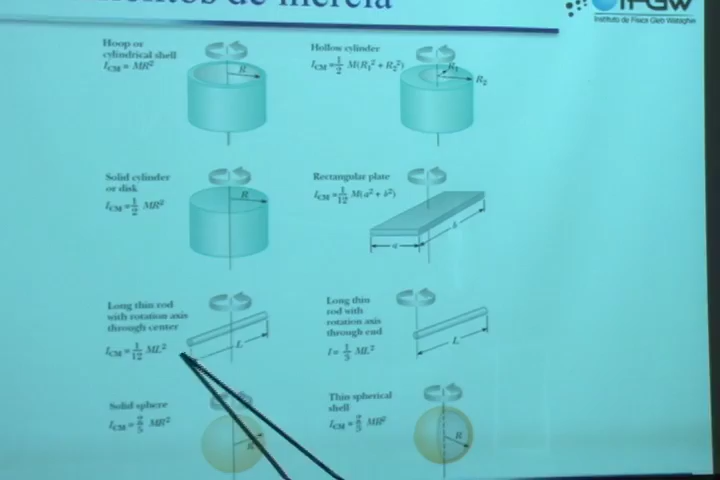 de inercia
IFGW
Instituto de Física Gleb Wataghin
Hoop or
cylindrical shell
I_CM = MR²
R
Hollow cylinder
I_CM = 1/2 M(R₁² + R₂²)
R₁
R₂
Solid cylinder
or disk
I_CM = 1/2 MR²
R
Rectangular plate
I_CM = 1/12 M(a² + b²)
a
b
Long thin rod
with rotation axis
through center
I_CM = 1/12 ML²
L
Long thin
rod with
rotation axis
through end
I = 1/3 ML²
L
Solid sphere
I_CM = 2/5 MR²
R
Thin spherical
shell
I_CM = 2/3 MR²
R